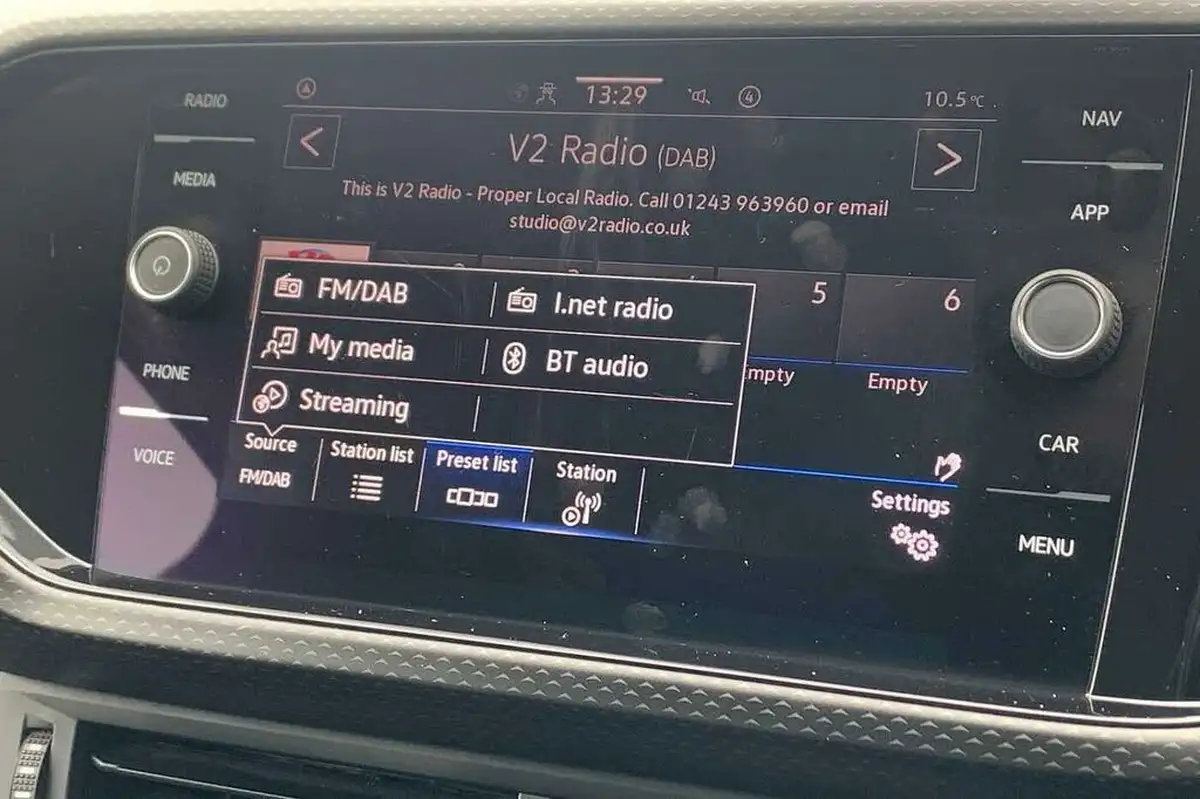 RADIO
MEDIA
PHONE
VOICE
13:29
4
10.5°C
V2 Radio (DAB)
This is V2 Radio - Proper Local Radio. Call 01243 963960 or email
studio@v2radio.co.uk
5
6
Empty
FM/DAB
I.net radio
My media
BT audio
Streaming
Source
FM/DAB
Station list
Preset list
Station
Settings
NAV
APP
CAR
MENU